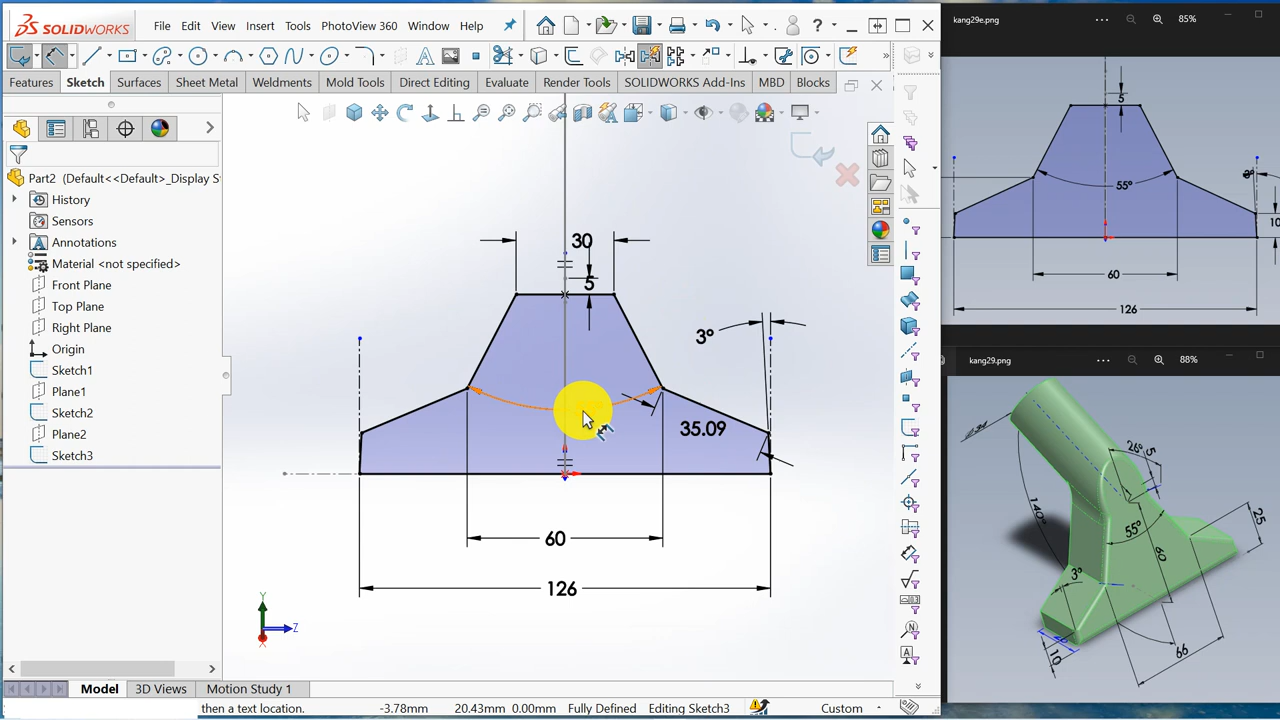 SOLIDWORKS File Edit View Insert Tools PhotoView 360 Window Help
Features Sketch Surfaces Sheet Metal Weldments Mold Tools Direct Editing Evaluate Render Tools SOLIDWORKS Add-Ins MBD Blocks
Part2 (Default<<Default>_Display S
History
Sensors
Annotations
Material <not specified>
Front Plane
Top Plane
Right Plane
Origin
Sketch1
Plane1
Sketch2
Plane2
Sketch3
30
5
3°
35.09
60
126
Y
Z
X
Model 3D Views Motion Study 1
then a text location. -3.78mm 20.43mm 0.00mm Fully Defined Editing Sketch3 Custom
kang29e.png 85%
5
55°
3°
10
60
126
kang29.png 88%
26°
5
140°
55°
25
60
3°
66
10